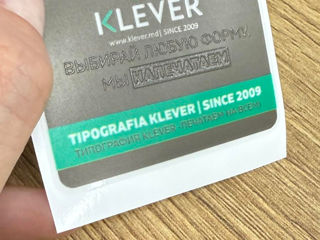 KLEVER
www.klever.md | SINCE 2009
ВЫБИРАЙ ЛЮБУЮ ФОРМУ,
МЫ НАПЕЧАТАЕМ
TIPOGRAFIA KLEVER | SINCE 2009
ТИПОГРАФИЯ KLEVER - ПЕЧАТАЕМ НА ВСЕМ!